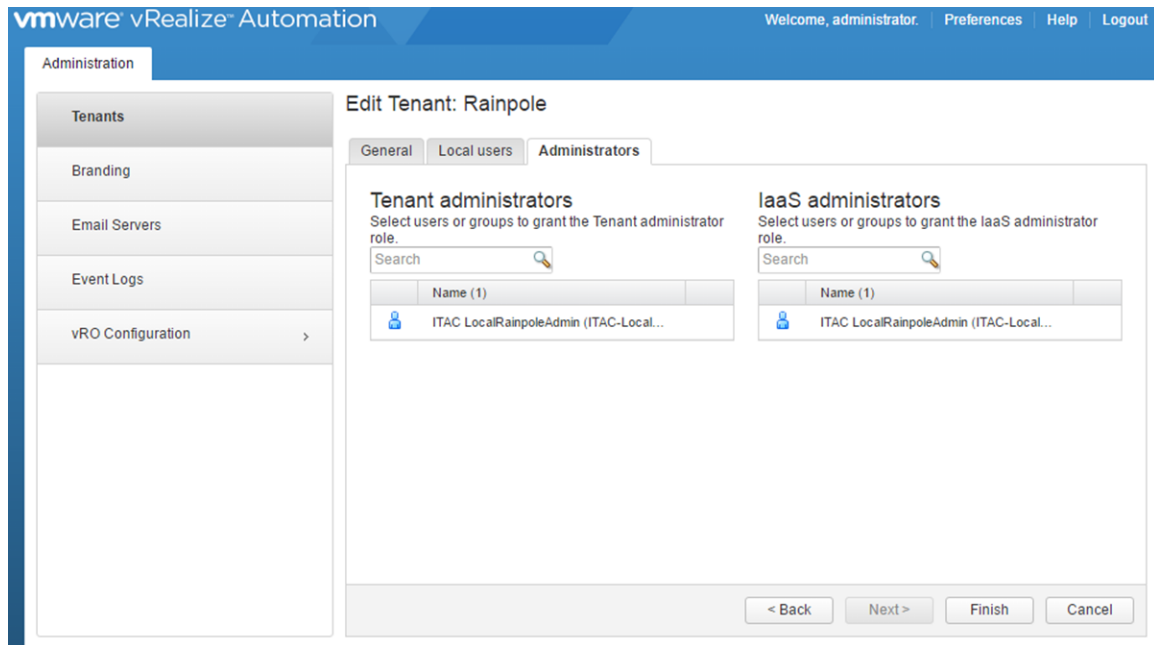 vmware® vRealize™ Automation
Welcome, administrator. Preferences Help Logout
Administration
Tenants
Branding
Email Servers
Event Logs
vRO Configuration >
Edit Tenant: Rainpole
General Local users Administrators
Tenant administrators
Select users or groups to grant the Tenant administrator
role.
Search
Name (1)
ITAC LocalRainpoleAdmin (ITAC-Local...
IaaS administrators
Select users or groups to grant the IaaS administrator
role.
Search
Name (1)
ITAC LocalRainpoleAdmin (ITAC-Local...
< Back Next > Finish Cancel